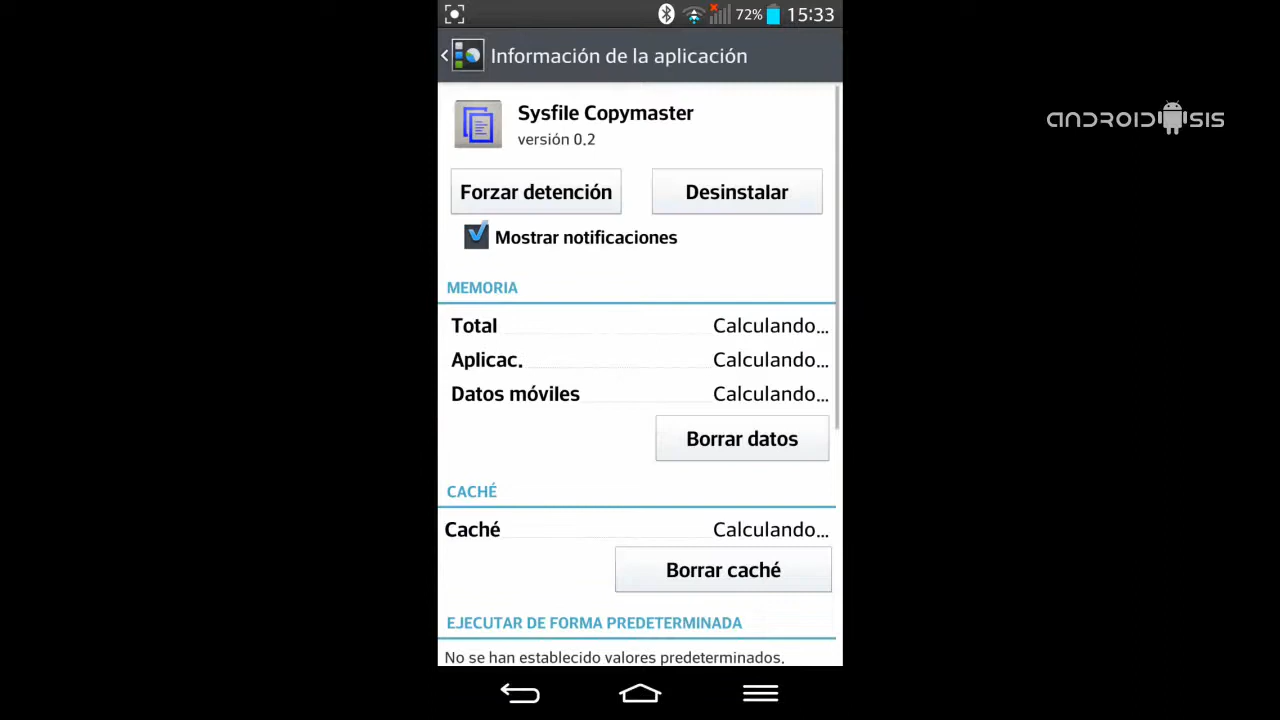 72% 15:33
Información de la aplicación
Sysfile Copymaster
versión 0.2
Forzar detención Desinstalar
Mostrar notificaciones
MEMORIA
Total Calculando...
Aplicac. Calculando...
Datos móviles Calculando...
Borrar datos
CACHÉ
Caché Calculando...
Borrar caché
EJECUTAR DE FORMA PREDETERMINADA
No se han establecido valores predeterminados.
ANDROIDSIS